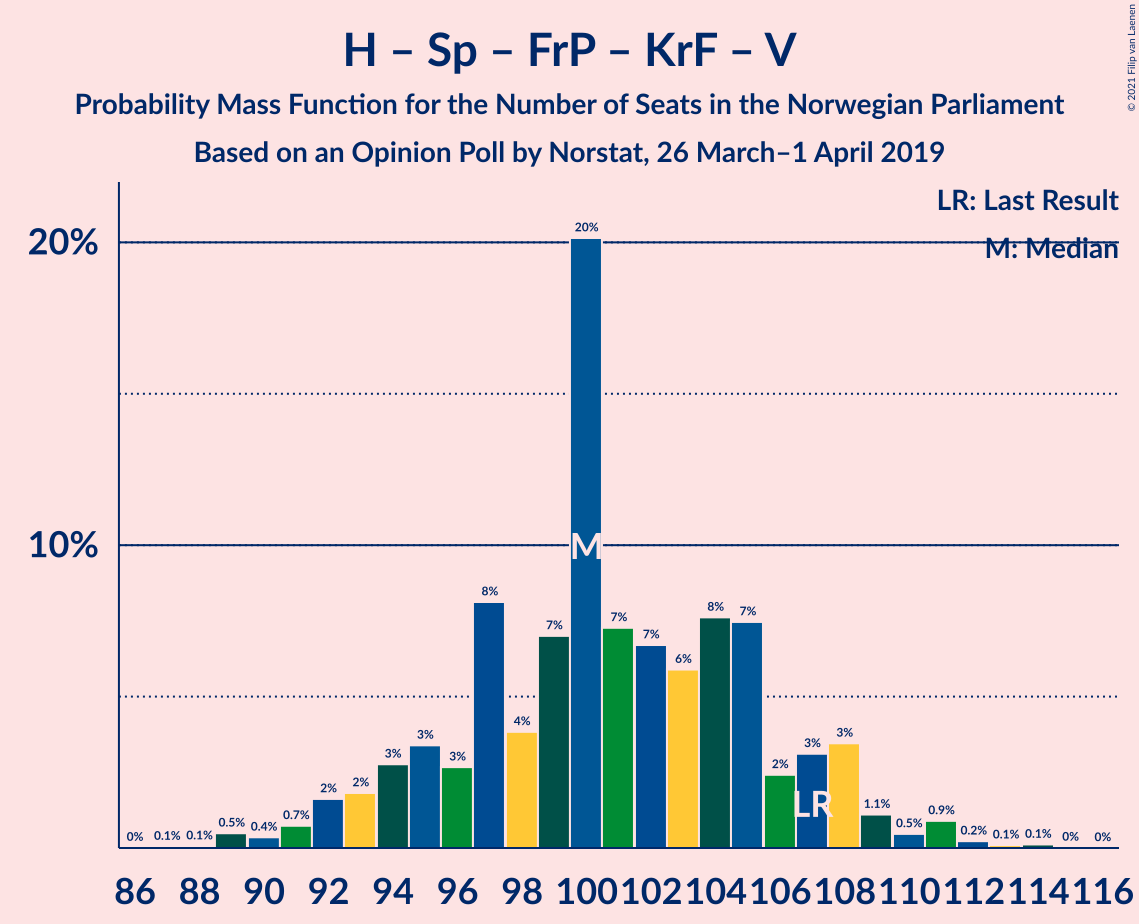 H – Sp – FrP – KrF – V
Probability Mass Function for the Number of Seats in the Norwegian Parliament
Based on an Opinion Poll by Norstat, 26 March–1 April 2019
© 2021 Filip van Laenen
LR: Last Result
M: Median
20%
10%
0% 0.1% 0.1% 0.5% 0.4% 0.7% 2% 2% 3% 3% 3% 8% 4% 7% 20% 7% 7% 6% 8% 7% 2% 3% 3% 1.1% 0.5% 0.9% 0.2% 0.1% 0.1% 0% 0%
M
LR
86 88 90 92 94 96 98 100 102 104 106 108 110 112 114 116